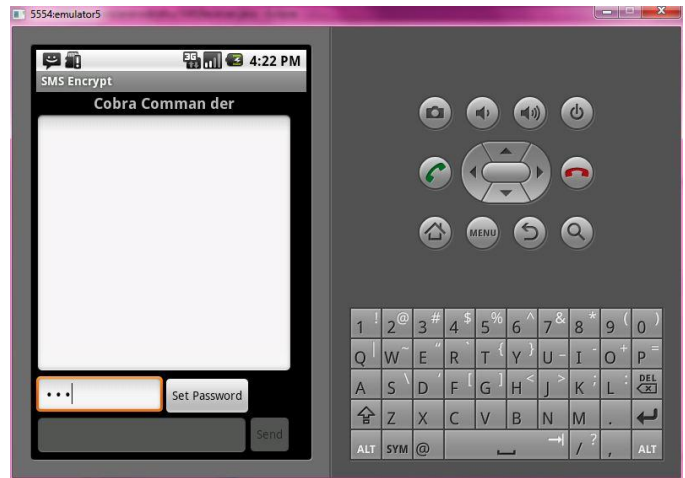 5554:emulator5
3G 4:22 PM
SMS Encrypt
Cobra Comman der
•••
Set Password
Send
MENU
1 ! 2 @ 3 # 4 $ 5 % 6 ^ 7 & 8 * 9 ( 0 )
Q | W ~ E " R ` T { Y } U - I - O + P =
A S \ D ' F [ G ] H < J > K ; L : DEL
Z X C V B N M .
ALT SYM @ / ? , ALT